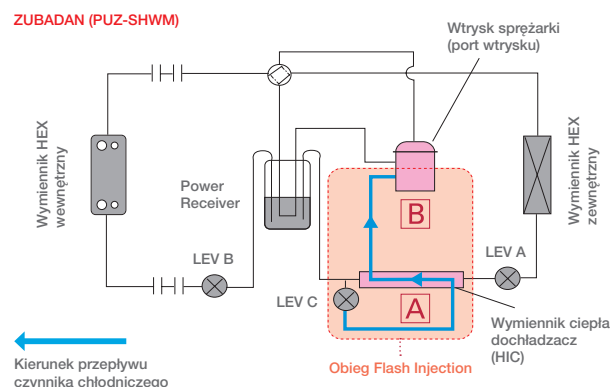 ZUBADAN (PUZ-SHWM)
Wtrysk sprężarki
(port wtrysku)
Wymiennik HEX
wewnętrzny
Power
Receiver
B
Wymiennik HEX
zewnętrzny
LEV B
LEV A
LEV C
A
Wymiennik ciepła
dochładzacz
(HIC)
Obieg Flash Injection
Kierunek przepływu
czynnika chłodniczego